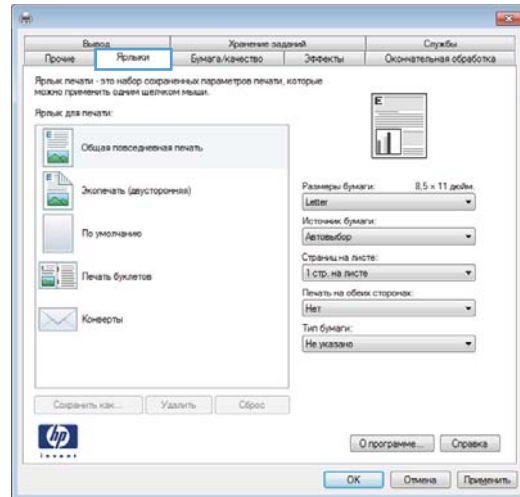 Вывод Хранение заданий Службы
Прочие Ярлыки Бумага/качество Эффекты Окончательная обработка
Ярлык печати - это набор сохраненных параметров печати, которые
можно применить одним щелчком мыши.
Ярлык для печати:
Общая повседневная печать
Экопечать (двусторонняя)
По умолчанию
Печать буклетов
Конверты
Сохранить как... Удалить Сброс
E
Размеры бумаги: 8,5 × 11 дюйм.
Letter
Источник бумаги:
Автовыбор
Страниц на листе:
1 стр. на листе
Печать на обеих сторонах:
Нет
Тип бумаги:
Не указано
hp
invent
О программе... Справка
OK Отмена Применить